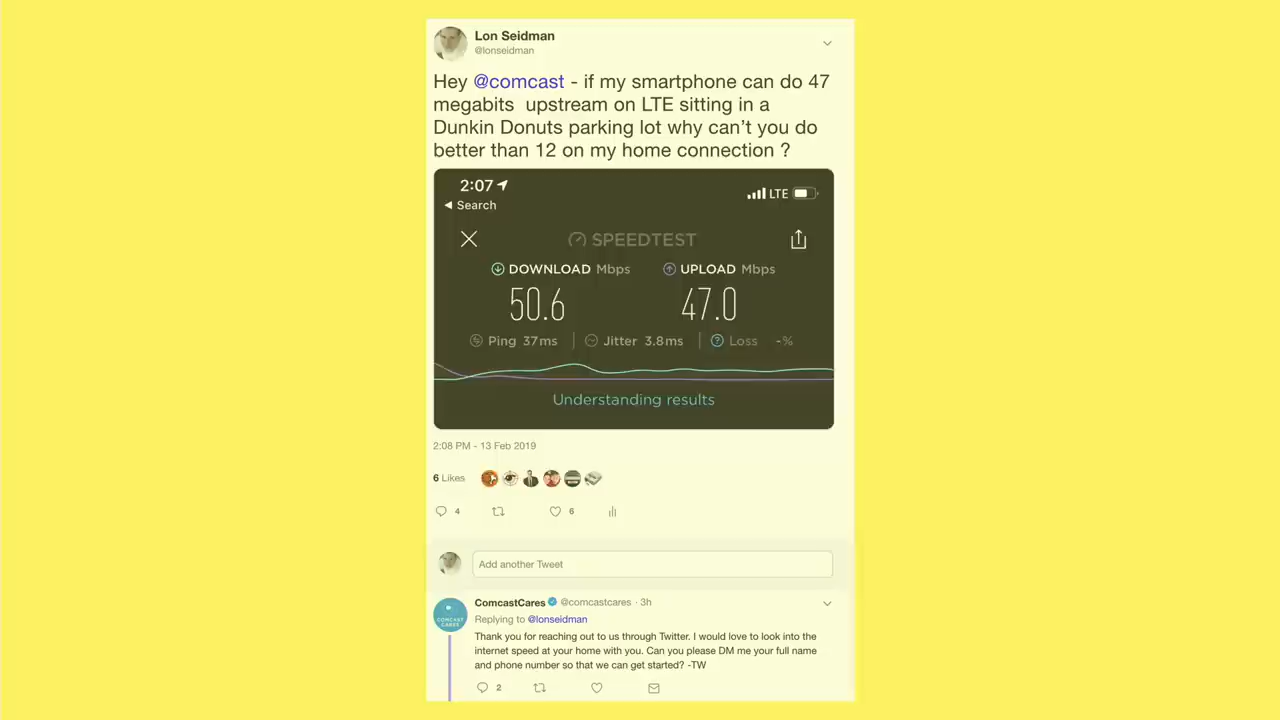 Lon Seidman
@lonseidman
Hey @comcast - if my smartphone can do 47
megabits upstream on LTE sitting in a
Dunkin Donuts parking lot why can't you do
better than 12 on my home connection ?
2:07
LTE
Search
SPEEDTEST
DOWNLOAD Mbps
UPLOAD Mbps
50.6
47.0
Ping 37ms
Jitter 3.8ms
Loss -%
Understanding results
2:08 PM - 13 Feb 2019
6 Likes
4
6
Add another Tweet
ComcastCares @comcastcares · 3h
Replying to @lonseidman
COMCAST
CARES
Thank you for reaching out to us through Twitter. I would love to look into the
internet speed at your home with you. Can you please DM me your full name
and phone number so that we can get started? -TW
2